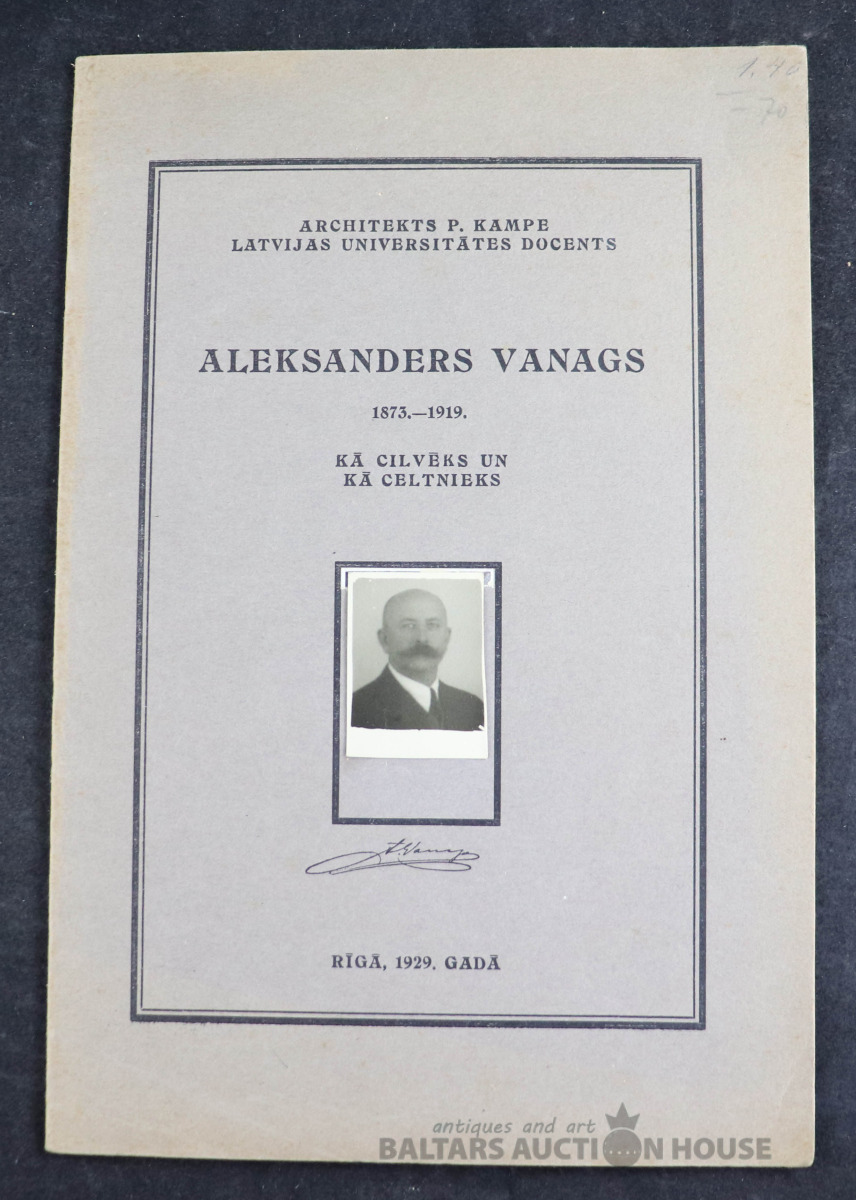 1.40
— 70
ARCHITEKTS P. KAMPE
LATVIJAS UNIVERSITĀTES DOCENTS
ALEKSANDERS VANAGS
1873.—1919.
KĀ CILVĒKS UN
KĀ CELTNIEKS
A. Vanags
RĪGĀ, 1929. GADĀ
antiques and art
BALTARS AUCTION HOUSE